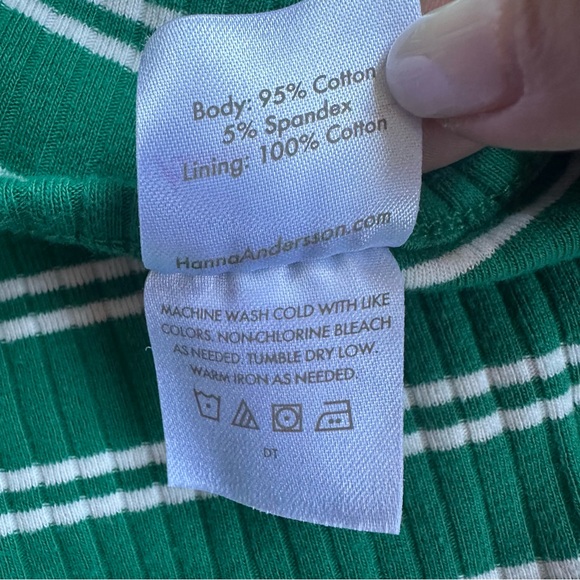 Body: 95% Cotton
5% Spandex
Lining: 100% Cotton
HannaAndersson.com
MACHINE WASH COLD WITH LIKE
COLORS. NON-CHLORINE BLEACH
AS NEEDED. TUMBLE DRY LOW.
WARM IRON AS NEEDED.
DT